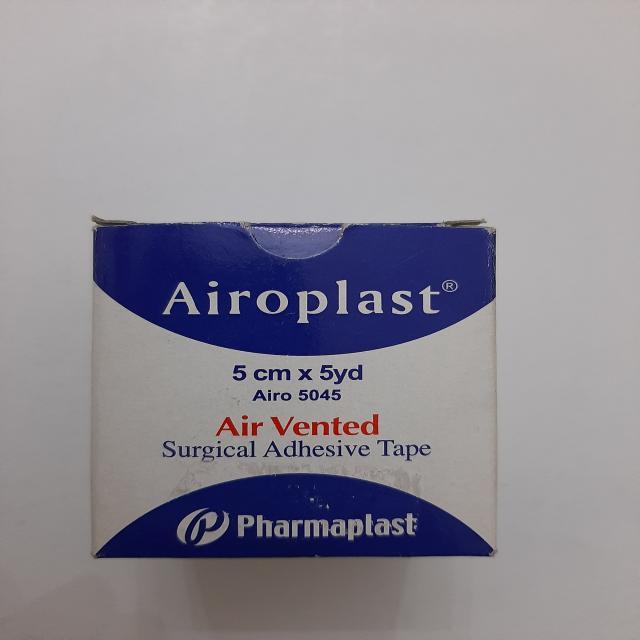 Airoplast®
5 cm x 5yd
Airo 5045
Air Vented
Surgical Adhesive Tape
Pharmaplast